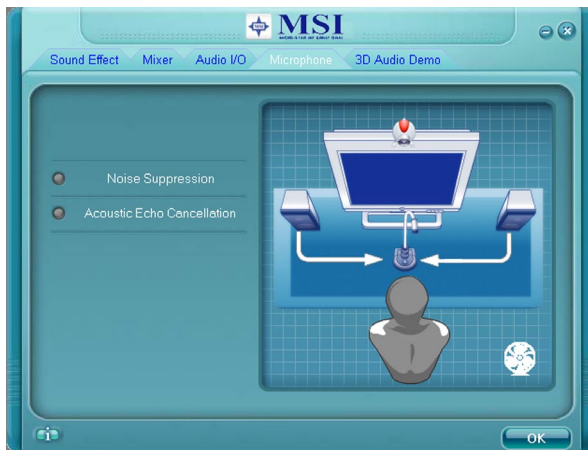 MSI
Sound Effect Mixer Audio I/O Microphone 3D Audio Demo
Noise Suppression
Acoustic Echo Cancellation
i
OK